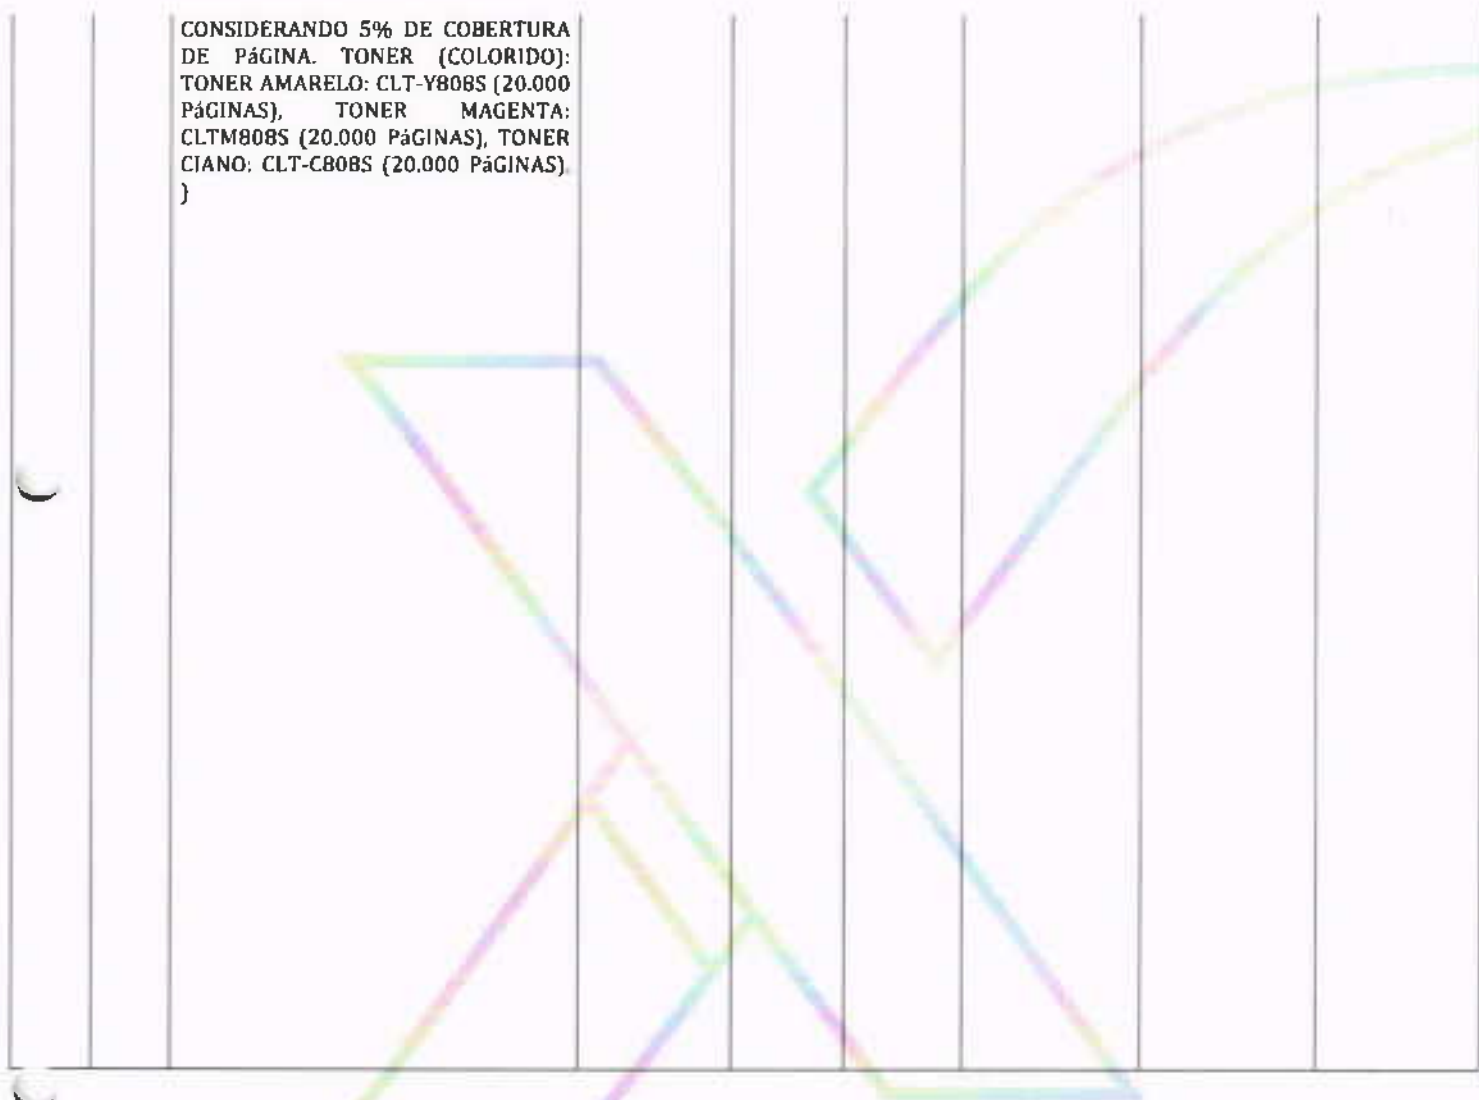 CONSIDERANDO 5% DE COBERTURA
DE PáGINA. TONER (COLORIDO):
TONER AMARELO: CLT-Y808S (20.000
PáGINAS), TONER MAGENTA:
CLTM808S (20.000 PáGINAS), TONER
CIANO: CLT-C808S (20.000 PáGINAS).
}